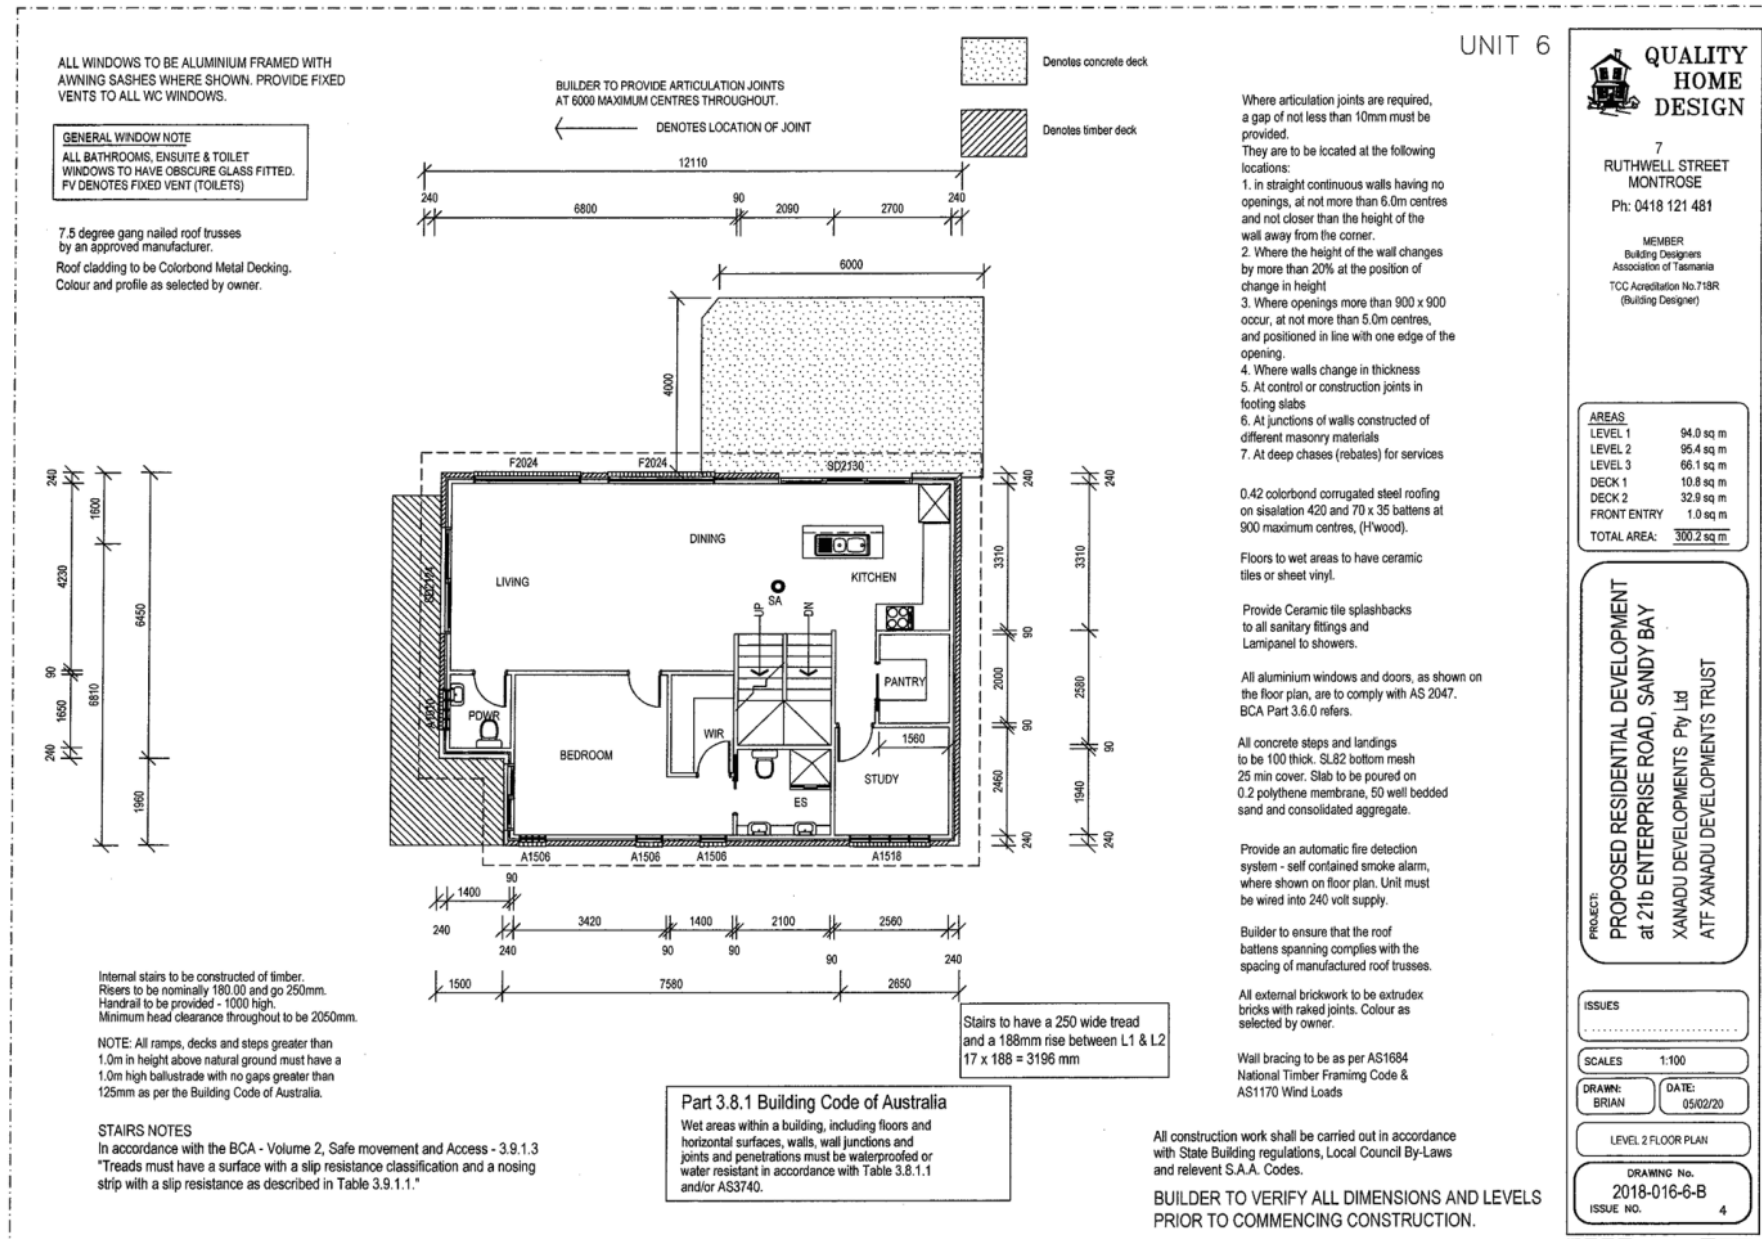 UNIT 6
ALL WINDOWS TO BE ALUMINIUM FRAMED WITH
AWNING SASHES WHERE SHOWN. PROVIDE FIXED
VENTS TO ALL WC WINDOWS.
GENERAL WINDOW NOTE
ALL BATHROOMS, ENSUITE & TOILET
WINDOWS TO HAVE OBSCURE GLASS FITTED.
FV DENOTES FIXED VENT (TOILETS)
7.5 degree gang nailed roof trusses
by an approved manufacturer.
Roof cladding to be Colorbond Metal Decking.
Colour and profile as selected by owner.
BUILDER TO PROVIDE ARTICULATION JOINTS
AT 6000 MAXIMUM CENTRES THROUGHOUT.
DENOTES LOCATION OF JOINT
Denotes concrete deck
Denotes timber deck
12110
240
6800
90
2090
2700
240
6000
4000
F2024
F2024
SD2130
240
1600
4230
6450
90
6810
1650
240
1960
SD2124
DINING
LIVING
KITCHEN
SA
UP
DN
PANTRY
PDWR
WIR
BEDROOM
1560
STUDY
ES
240
3310
90
2000
90
2460
240
240
3310
2580
90
1940
240
A1506
A1506
A1506
A1518
90
1400
240
3420
1400
2100
2560
240
90
90
90
240
1500
7580
2650
Internal stairs to be constructed of timber.
Risers to be nominally 180.00 and go 250mm.
Handrail to be provided - 1000 high.
Minimum head clearance throughout to be 2050mm.
NOTE: All ramps, decks and steps greater than
1.0m in height above natural ground must have a
1.0m high ballustrade with no gaps greater than
125mm as per the Building Code of Australia.
STAIRS NOTES
In accordance with the BCA - Volume 2, Safe movement and Access - 3.9.1.3
"Treads must have a surface with a slip resistance classification and a nosing
strip with a slip resistance as described in Table 3.9.1.1."
Stairs to have a 250 wide tread
and a 188mm rise between L1 & L2
17 x 188 = 3196 mm
Part 3.8.1 Building Code of Australia
Wet areas within a building, including floors and
horizontal surfaces, walls, wall junctions and
joints and penetrations must be waterproofed or
water resistant in accordance with Table 3.8.1.1
and/or AS3740.
Where articulation joints are required,
a gap of not less than 10mm must be
provided.
They are to be located at the following
locations:
1. in straight continuous walls having no
openings, at not more than 6.0m centres
and not closer than the height of the
wall away from the corner.
2. Where the height of the wall changes
by more than 20% at the position of
change in height
3. Where openings more than 900 x 900
occur, at not more than 5.0m centres,
and positioned in line with one edge of the
opening.
4. Where walls change in thickness
5. At control or construction joints in
footing slabs
6. At junctions of walls constructed of
different masonry materials
7. At deep chases (rebates) for services
0.42 colorbond corrugated steel roofing
on sisalation 420 and 70 x 35 battens at
900 maximum centres, (H'wood).
Floors to wet areas to have ceramic
tiles or sheet vinyl.
Provide Ceramic tile splashbacks
to all sanitary fittings and
Lamipanel to showers.
All aluminium windows and doors, as shown on
the floor plan, are to comply with AS 2047.
BCA Part 3.6.0 refers.
All concrete steps and landings
to be 100 thick. SL82 bottom mesh
25 min cover. Slab to be poured on
0.2 polythene membrane, 50 well bedded
sand and consolidated aggregate.
Provide an automatic fire detection
system - self contained smoke alarm,
where shown on floor plan. Unit must
be wired into 240 volt supply.
Builder to ensure that the roof
battens spanning complies with the
spacing of manufactured roof trusses.
All external brickwork to be extrudex
bricks with raked joints. Colour as
selected by owner.
Wall bracing to be as per AS1684
National Timber Framimg Code &
AS1170 Wind Loads
All construction work shall be carried out in accordance
with State Building regulations, Local Council By-Laws
and relevent S.A.A. Codes.
BUILDER TO VERIFY ALL DIMENSIONS AND LEVELS
PRIOR TO COMMENCING CONSTRUCTION.
QUALITY
HOME
DESIGN
7
RUTHWELL STREET
MONTROSE
Ph: 0418 121 481
MEMBER
Building Designers
Association of Tasmania
TCC Acreditation No.718R
(Building Designer)
AREAS
LEVEL 1 94.0 sq m
LEVEL 2 95.4 sq m
LEVEL 3 66.1 sq m
DECK 1 10.8 sq m
DECK 2 32.9 sq m
FRONT ENTRY 1.0 sq m
TOTAL AREA: 300.2 sq m
PROJECT:
PROPOSED RESIDENTIAL DEVELOPMENT
at 21b ENTERPRISE ROAD, SANDY BAY
XANADU DEVELOPMENTS Pty Ltd
ATF XANADU DEVELOPMENTS TRUST
ISSUES
SCALES 1:100
DRAWN: BRIAN
DATE: 05/02/20
LEVEL 2 FLOOR PLAN
DRAWING No.
2018-016-6-B
ISSUE NO. 4